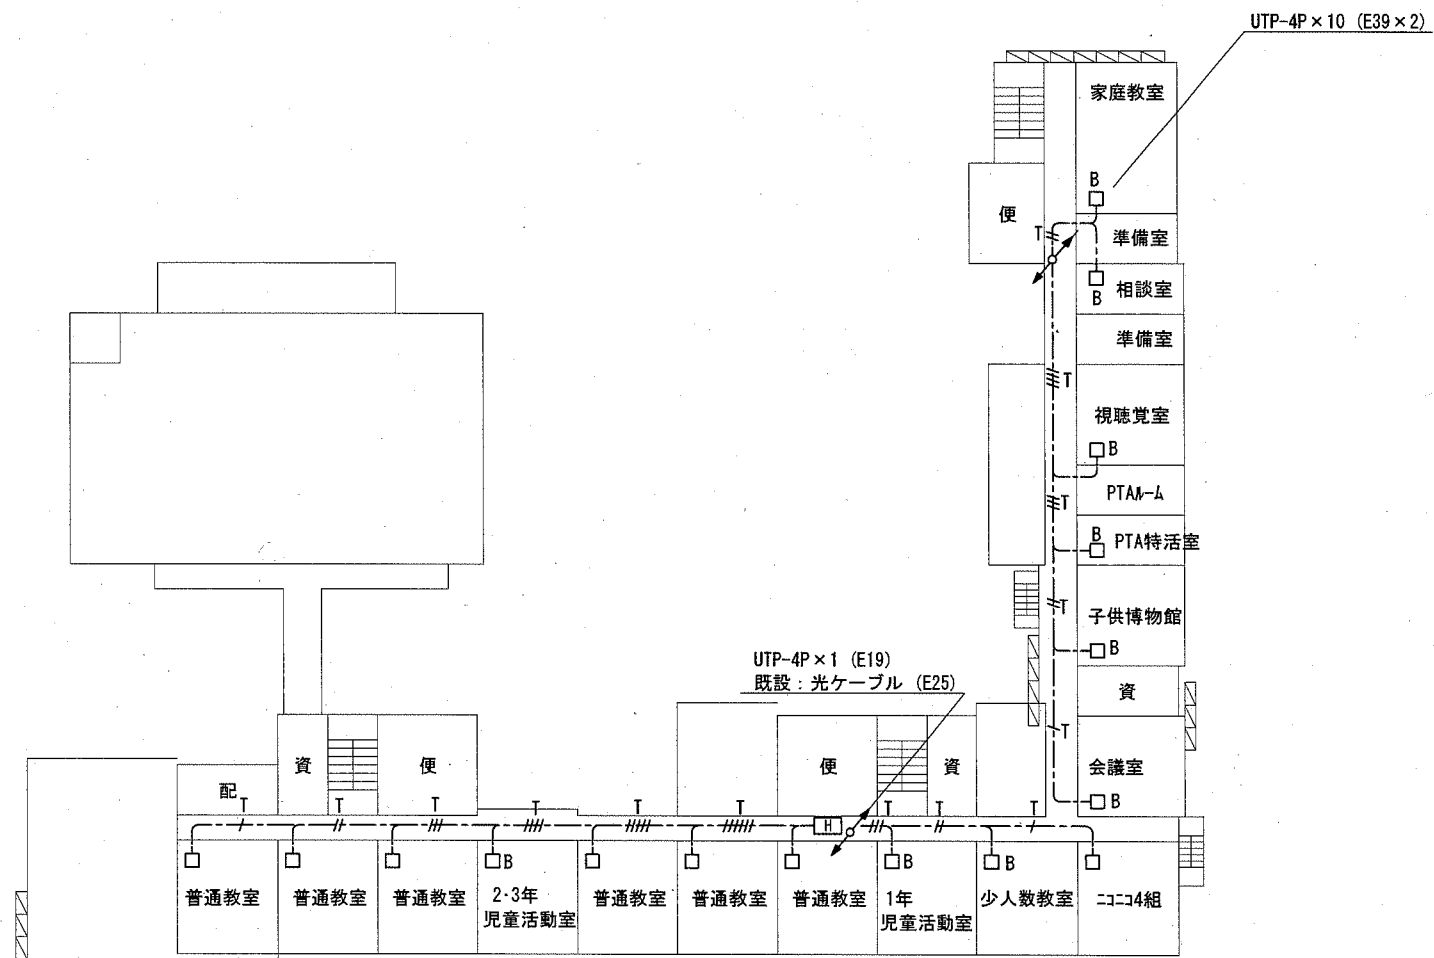 UTP-4P×10 (E39×2)
家庭教室
B
便
T
準備室
B
相談室
準備室
T
視聴覚室
B
T
PTAルーム
B
PTA特活室
T
子供博物館
B
UTP-4P×1 (E19)
既設:光ケーブル (E25)
資
T
会議室
B
資
便
便
資
配
T
T
T
T
T
T
H
T
T
T
B
B
B
普通教室
普通教室
普通教室
2・3年
児童活動室
普通教室
普通教室
普通教室
1年
児童活動室
少人数教室
ニコニコ4組